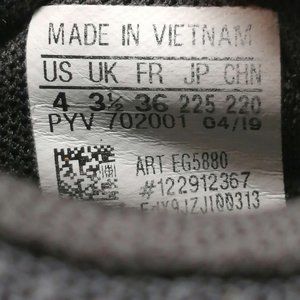 MADE IN VIETNAM
US UK FR JP CHN
4 3½ 36 225 220
PYV 702001 04/19
ART EG5880
#122912367